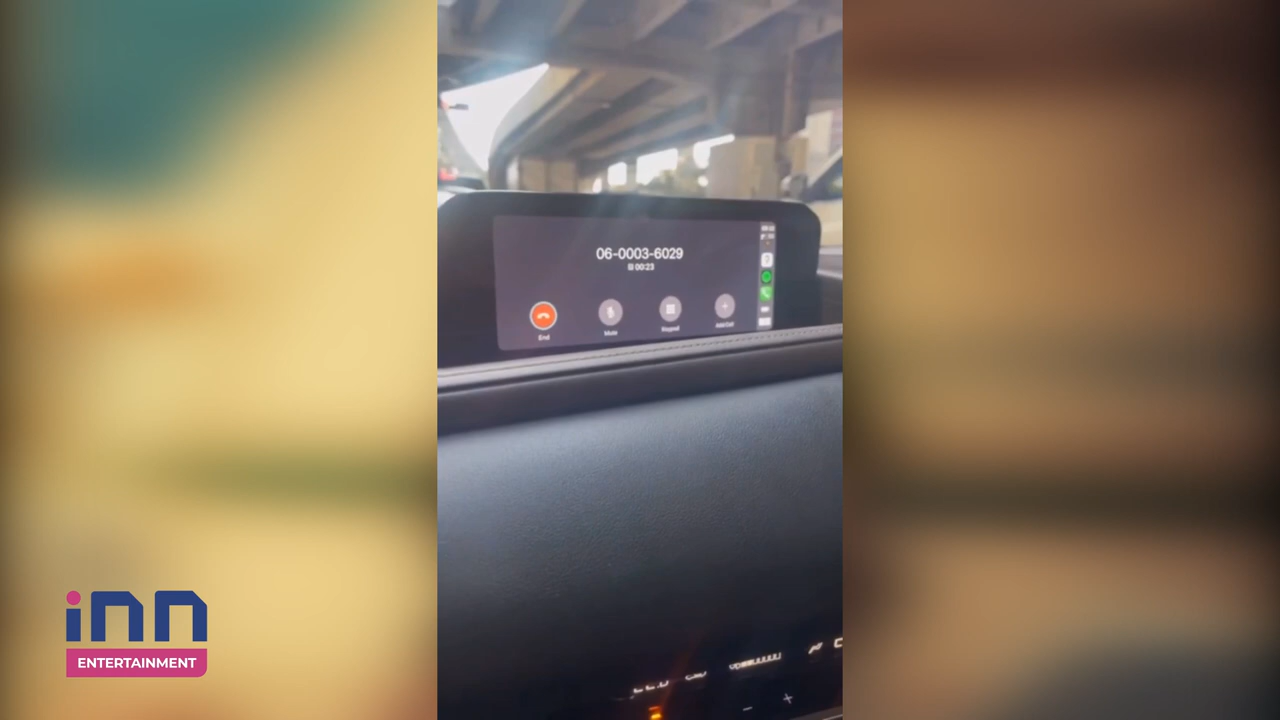 06-0003-6029
00:23
End
Mute
Keypad
Add Call
inn
ENTERTAINMENT